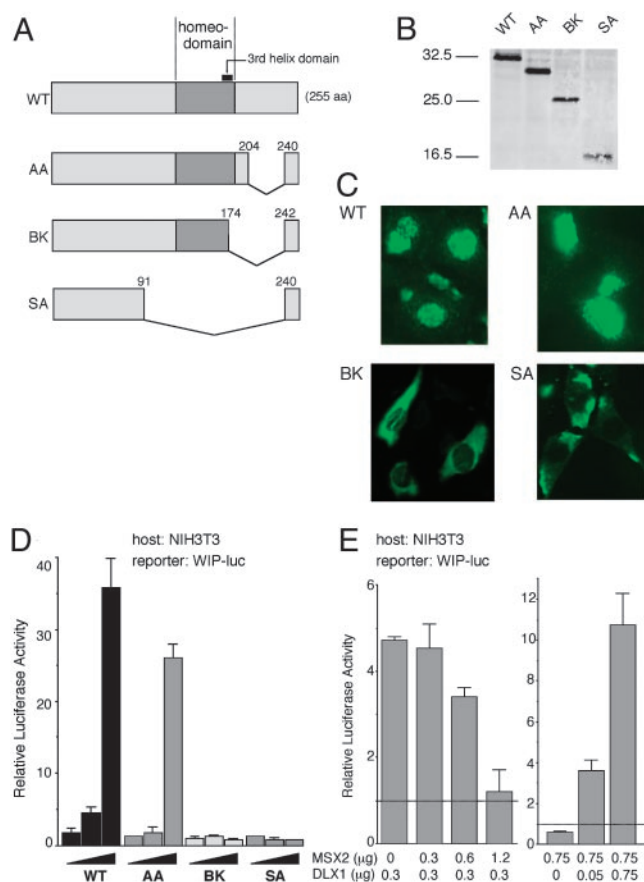 A
homeo-
domain
3rd helix domain
WT
(255 aa)
204
240
AA
174
242
BK
91
240
SA
B
WT
AA
BK
SA
32.5
25.0
16.5
C
WT
AA
BK
SA
D
host: NIH3T3
reporter: WIP-luc
Relative Luciferase Activity
40
30
20
10
0
WT
AA
BK
SA
E
host: NIH3T3
reporter: WIP-luc
Relative Luciferase Activity
6
4
2
0
12
10
8
6
4
2
0
MSX2 (µg) 0 0.3 0.6 1.2 0.75 0.75 0.75
DLX1 (µg) 0.3 0.3 0.3 0.3 0 0.05 0.75